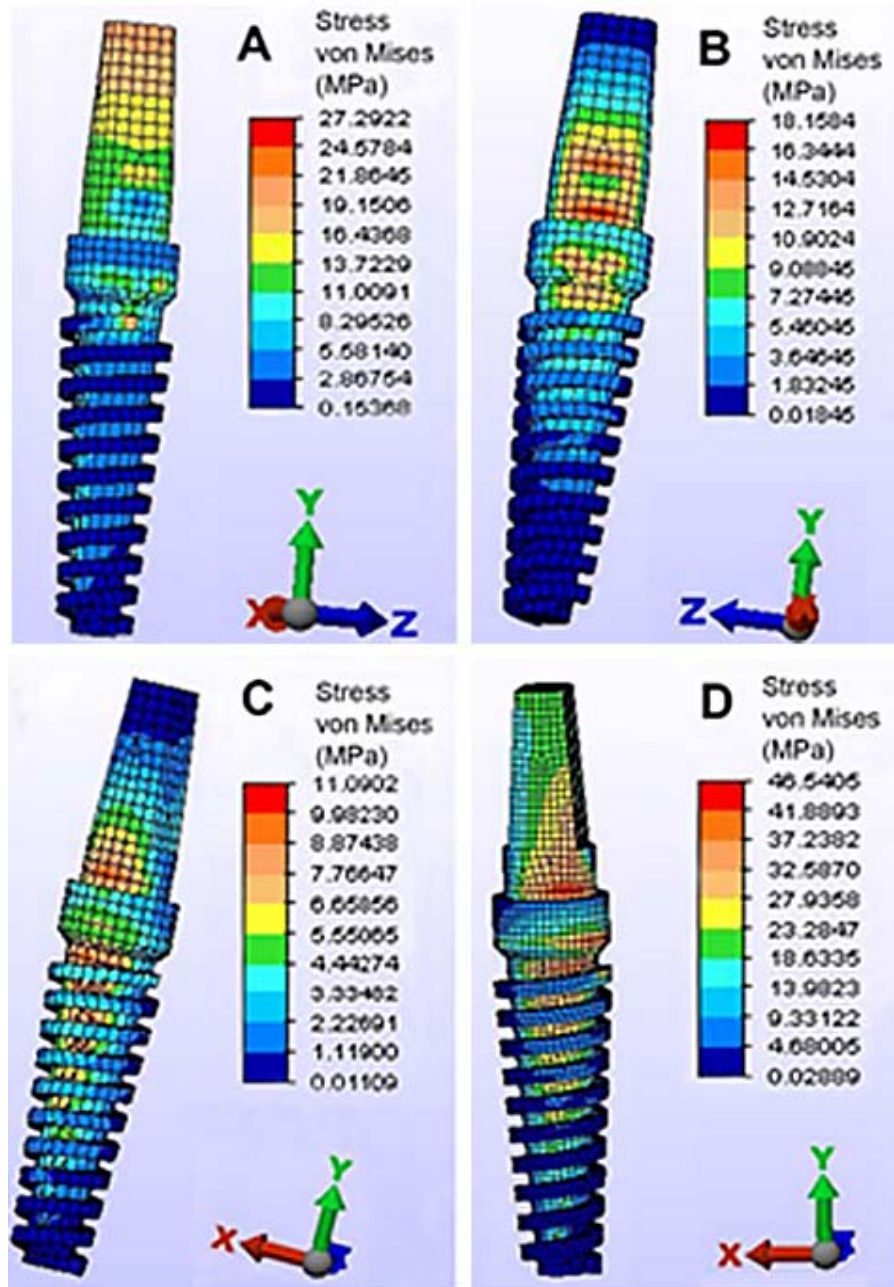 A
Stress
von Mises
(MPa)
27.2922
24.5784
21.8645
19.1506
16.4368
13.7229
11.0091
8.29526
5.58140
2.86754
0.15368
Y
X
Z
B
Stress
von Mises
(MPa)
18.1584
16.3444
14.5304
12.7164
10.9024
9.08845
7.27445
5.46045
3.64645
1.83245
0.01845
Y
Z
C
Stress
von Mises
(MPa)
11.0902
9.98230
8.87438
7.76647
6.65856
5.55065
4.44274
3.33482
2.22691
1.11900
0.01109
Y
X
D
Stress
von Mises
(MPa)
46.5405
41.8893
37.2382
32.5870
27.9358
23.2847
18.6335
13.9823
9.33122
4.68005
0.02889
Y
X